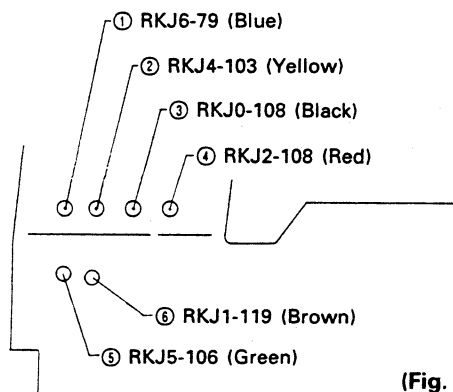 ① RKJ6-79 (Blue)
② RKJ4-103 (Yellow)
③ RKJ0-108 (Black)
④ RKJ2-108 (Red)
⑥ RKJ1-119 (Brown)
⑤ RKJ5-106 (Green)
(Fig.